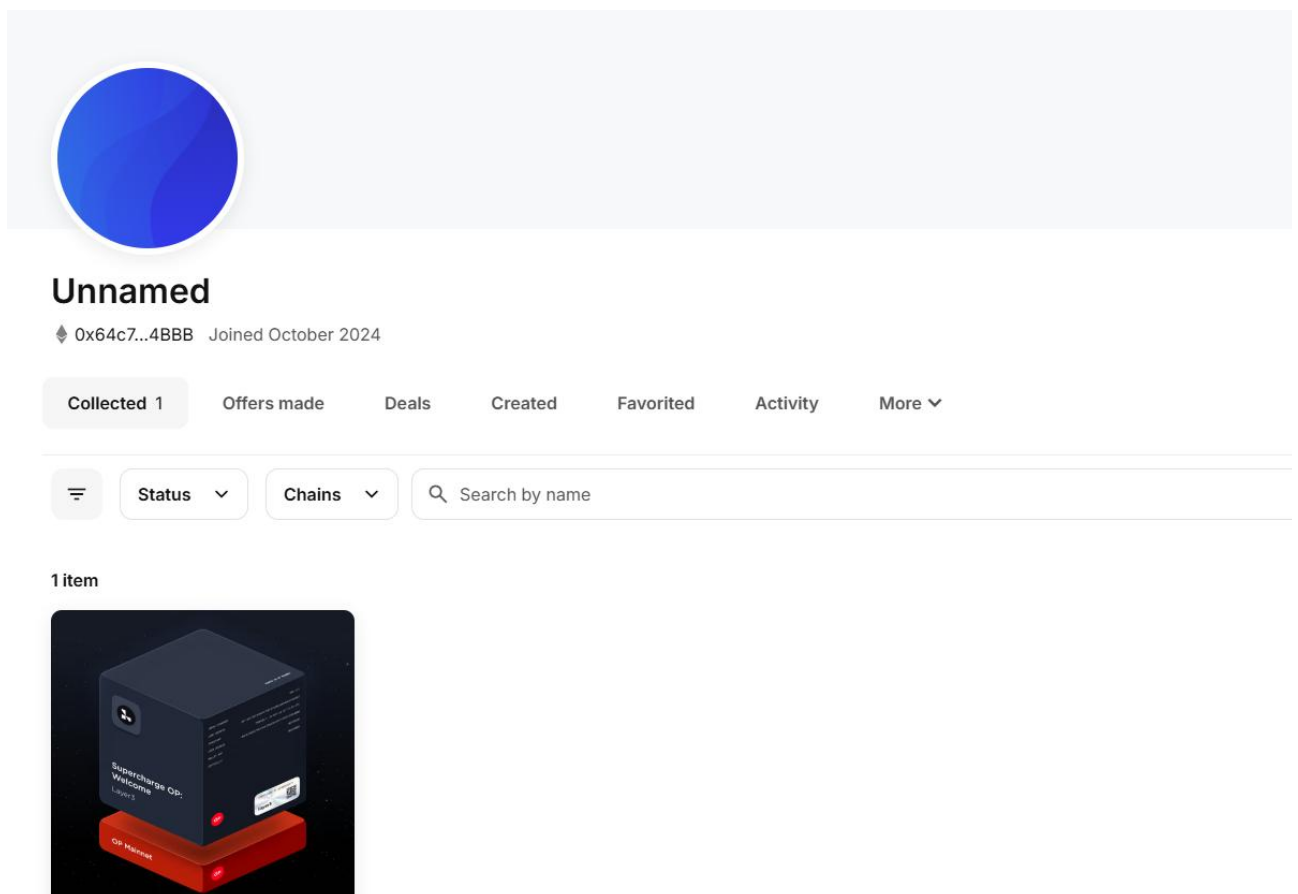 Unnamed
0x64c7...4BBB Joined October 2024
Collected 1 Offers made Deals Created Favorited Activity More
Status Chains Search by name
1 item
Supercharge OP:
Welcome
Layer3
OP Mainnet